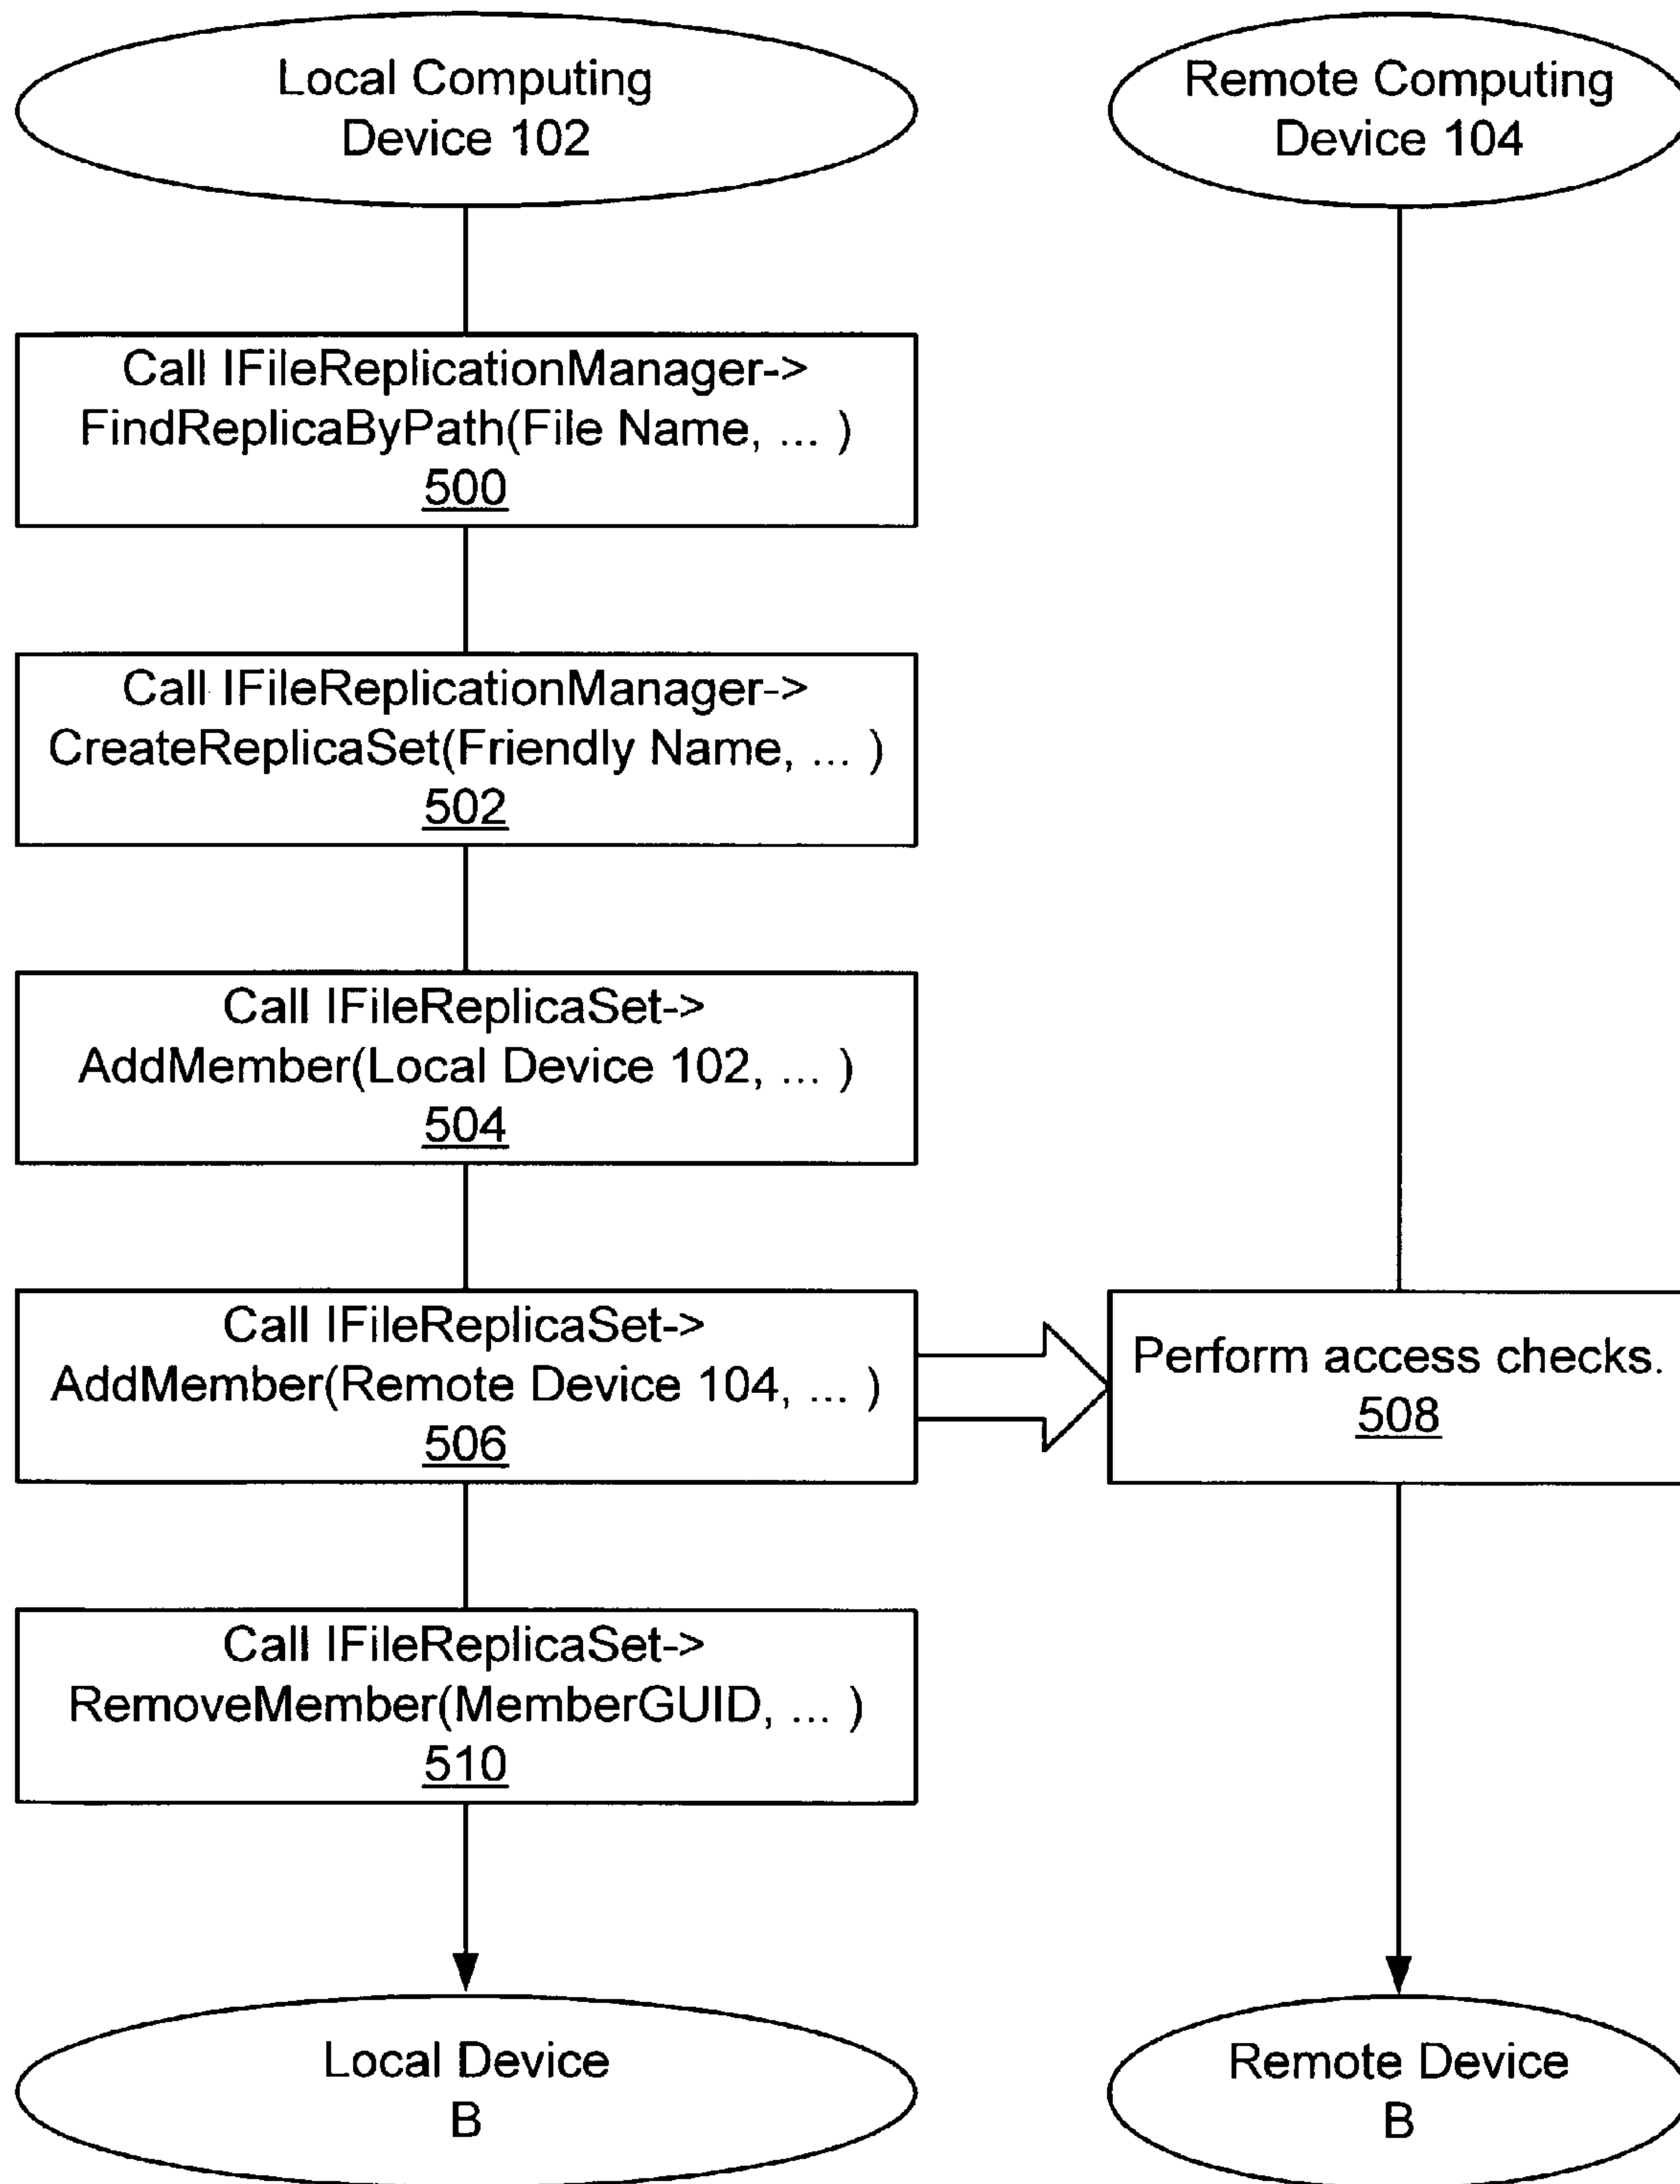 Local Computing
Device 102
Remote Computing
Device 104
Call IFileReplicationManager->
FindReplicaByPath(File Name, ... )
500
Call IFileReplicationManager->
CreateReplicaSet(Friendly Name, ... )
502
Call IFileReplicaSet->
AddMember(Local Device 102, ... )
504
Call IFileReplicaSet->
AddMember(Remote Device 104, ... )
506
Perform access checks.
508
Call IFileReplicaSet->
RemoveMember(MemberGUID, ... )
510
Local Device
B
Remote Device
B